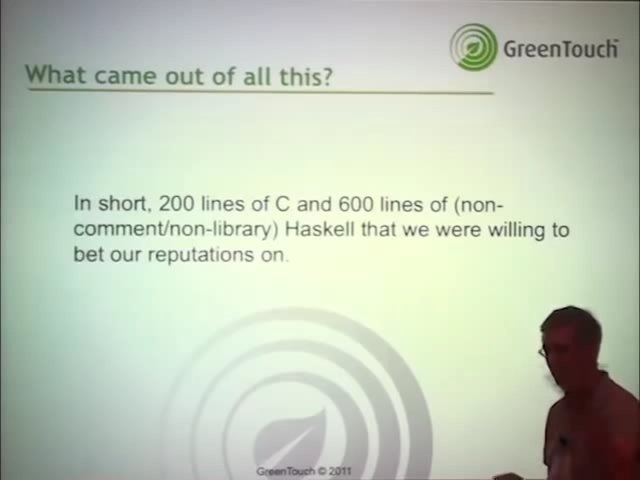 GreenTouch™
What came out of all this?
In short, 200 lines of C and 600 lines of (non-
comment/non-library) Haskell that we were willing to
bet our reputations on.
GreenTouch © 2011